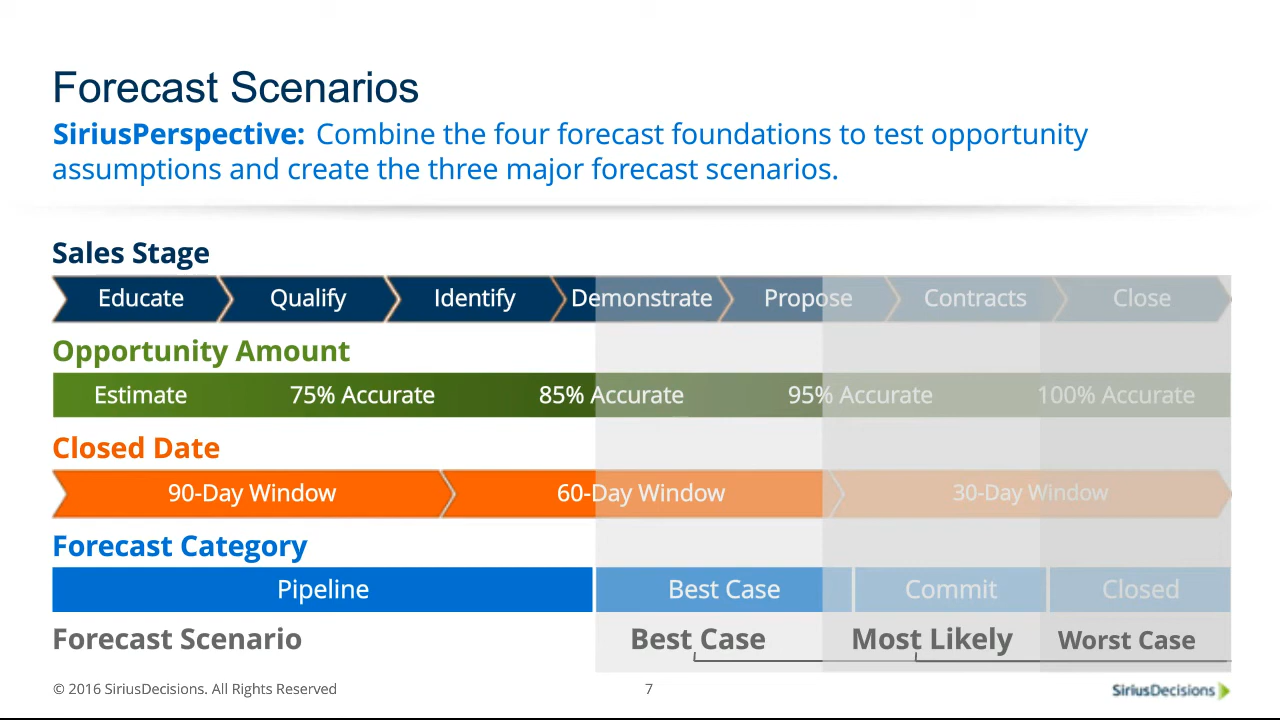 Forecast Scenarios
SiriusPerspective: Combine the four forecast foundations to test opportunity
assumptions and create the three major forecast scenarios.
Sales Stage
Educate Qualify Identify Demonstrate Propose Contracts Close
Opportunity Amount
Estimate 75% Accurate 85% Accurate 95% Accurate 100% Accurate
Closed Date
90-Day Window 60-Day Window 30-Day Window
Forecast Category
Pipeline Best Case Commit Closed
Forecast Scenario Best Case Most Likely Worst Case
© 2016 SiriusDecisions. All Rights Reserved 7 SiriusDecisions